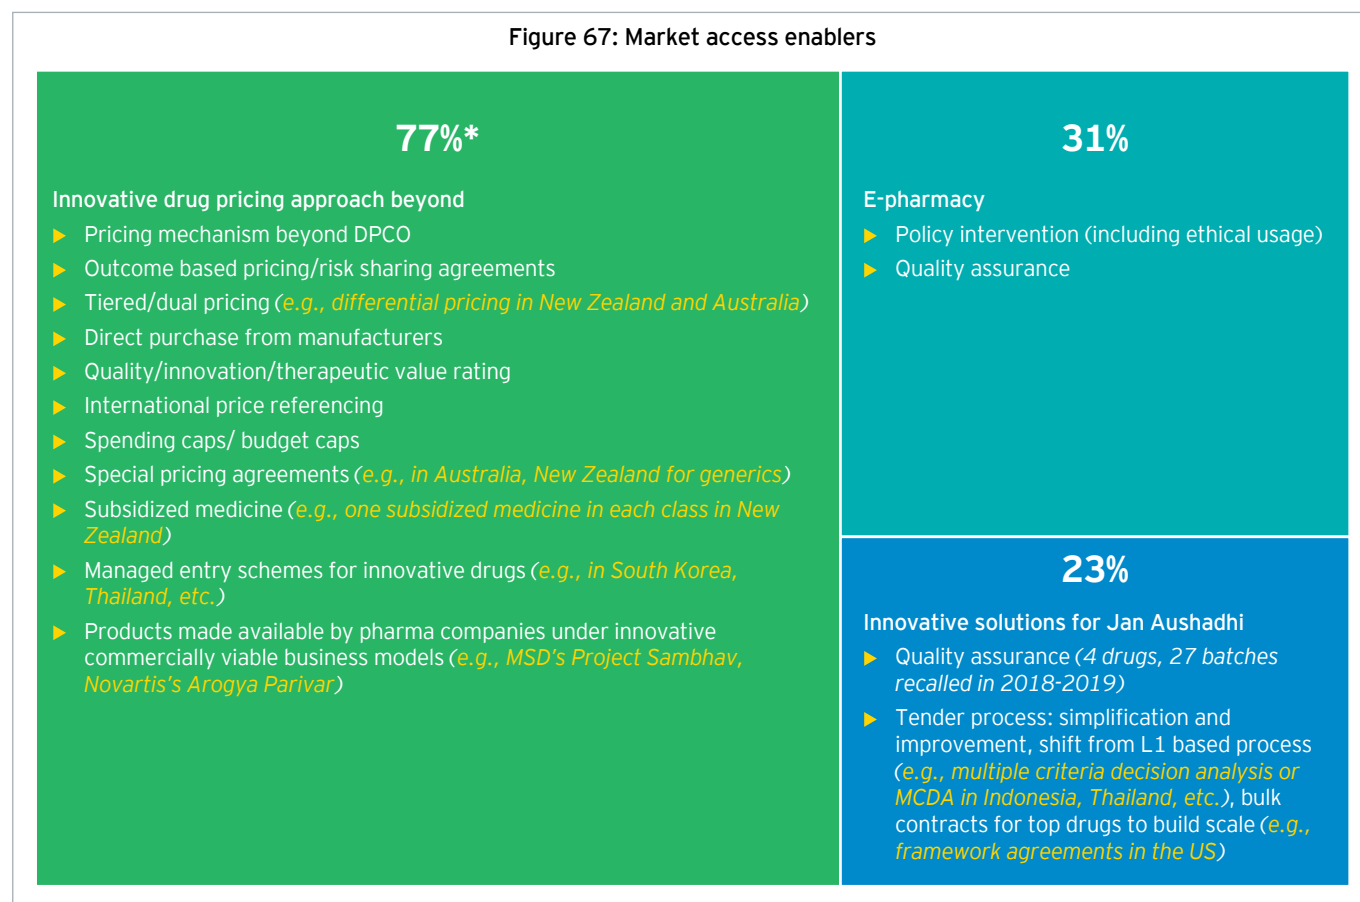 Figure 67: Market access enablers
77%*
Innovative drug pricing approach beyond
Pricing mechanism beyond DPCO
Outcome based pricing/risk sharing agreements
Tiered/dual pricing (e.g., differential pricing in New Zealand and Australia)
Direct purchase from manufacturers
Quality/innovation/therapeutic value rating
International price referencing
Spending caps/ budget caps
Special pricing agreements (e.g., in Australia, New Zealand for generics)
Subsidized medicine (e.g., one subsidized medicine in each class in New
Zealand)
Managed entry schemes for innovative drugs (e.g., in South Korea,
Thailand, etc.)
Products made available by pharma companies under innovative
commercially viable business models (e.g., MSD's Project Sambhav,
Novartis's Arogya Parivar)
31%
E-pharmacy
Policy intervention (including ethical usage)
Quality assurance
23%
Innovative solutions for Jan Aushadhi
Quality assurance (4 drugs, 27 batches
recalled in 2018-2019)
Tender process: simplification and
improvement, shift from L1 based process
(e.g., multiple criteria decision analysis or
MCDA in Indonesia, Thailand, etc.), bulk
contracts for top drugs to build scale (e.g.,
framework agreements in the US)